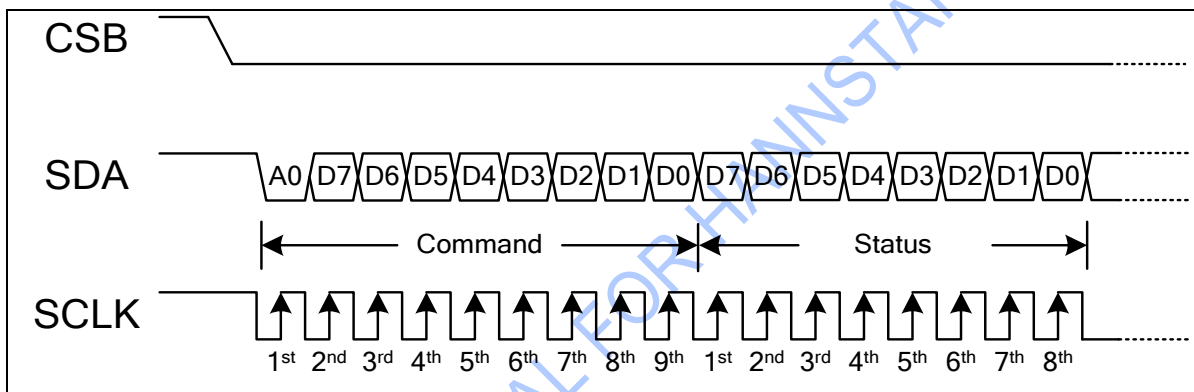 CSB
SDA
A0 D7 D6 D5 D4 D3 D2 D1 D0 D7 D6 D5 D4 D3 D2 D1 D0
Command Status
SCLK
1st 2nd 3rd 4th 5th 6th 7th 8th 9th 1st 2nd 3rd 4th 5th 6th 7th 8th
FOR HANNSTA